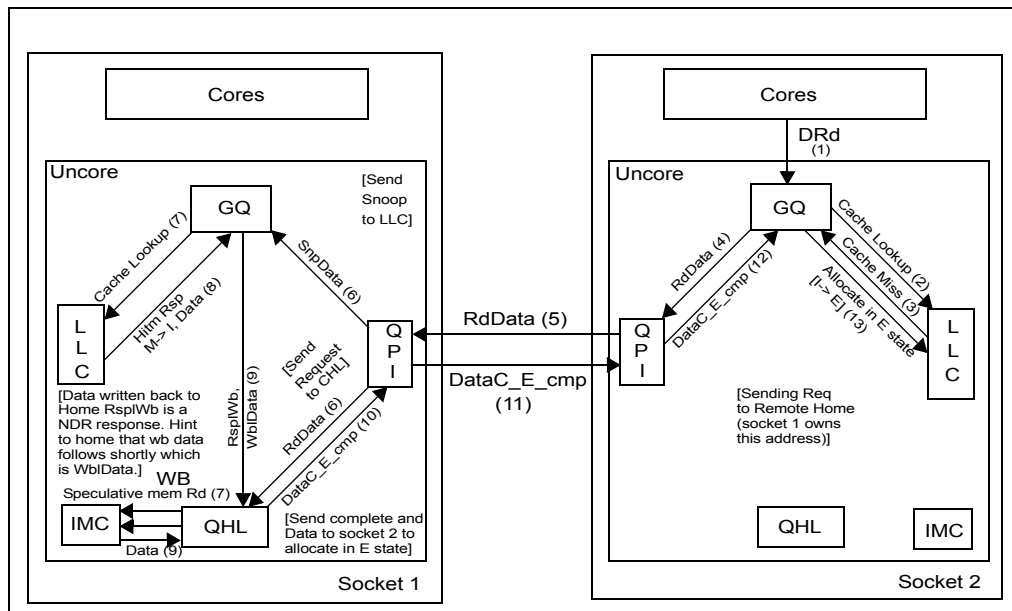 Cores
Uncore
GQ
[Send
Snoop
to LLC]
Cache Lookup (7)
Hitm Rsp
M-> I, Data (8)
SnpData (6)
L
L
C
Q
P
I
[Send
Request
to CHL]
RspIWb,
WbIData (9)
RdData (6)
DataC_E_cmp (10)
[Data written back to
Home RsplWb is a
NDR response. Hint
to home that wb data
follows shortly which
is WbIData.]
WB
Speculative mem Rd (7)
IMC
QHL
Data (9)
[Send complete and
Data to socket 2 to
allocate in E state]
Socket 1
RdData (5)
DataC_E_cmp
(11)
Cores
DRd
(1)
Uncore
GQ
RdData (4)
DataC_E_cmp (12)
Cache Lookup (2)
Cache Miss (3)
Allocate in E state
[I-> E] (13)
Q
P
I
L
L
C
[Sending Req
to Remote Home
(socket 1 owns
this address)]
QHL
IMC
Socket 2